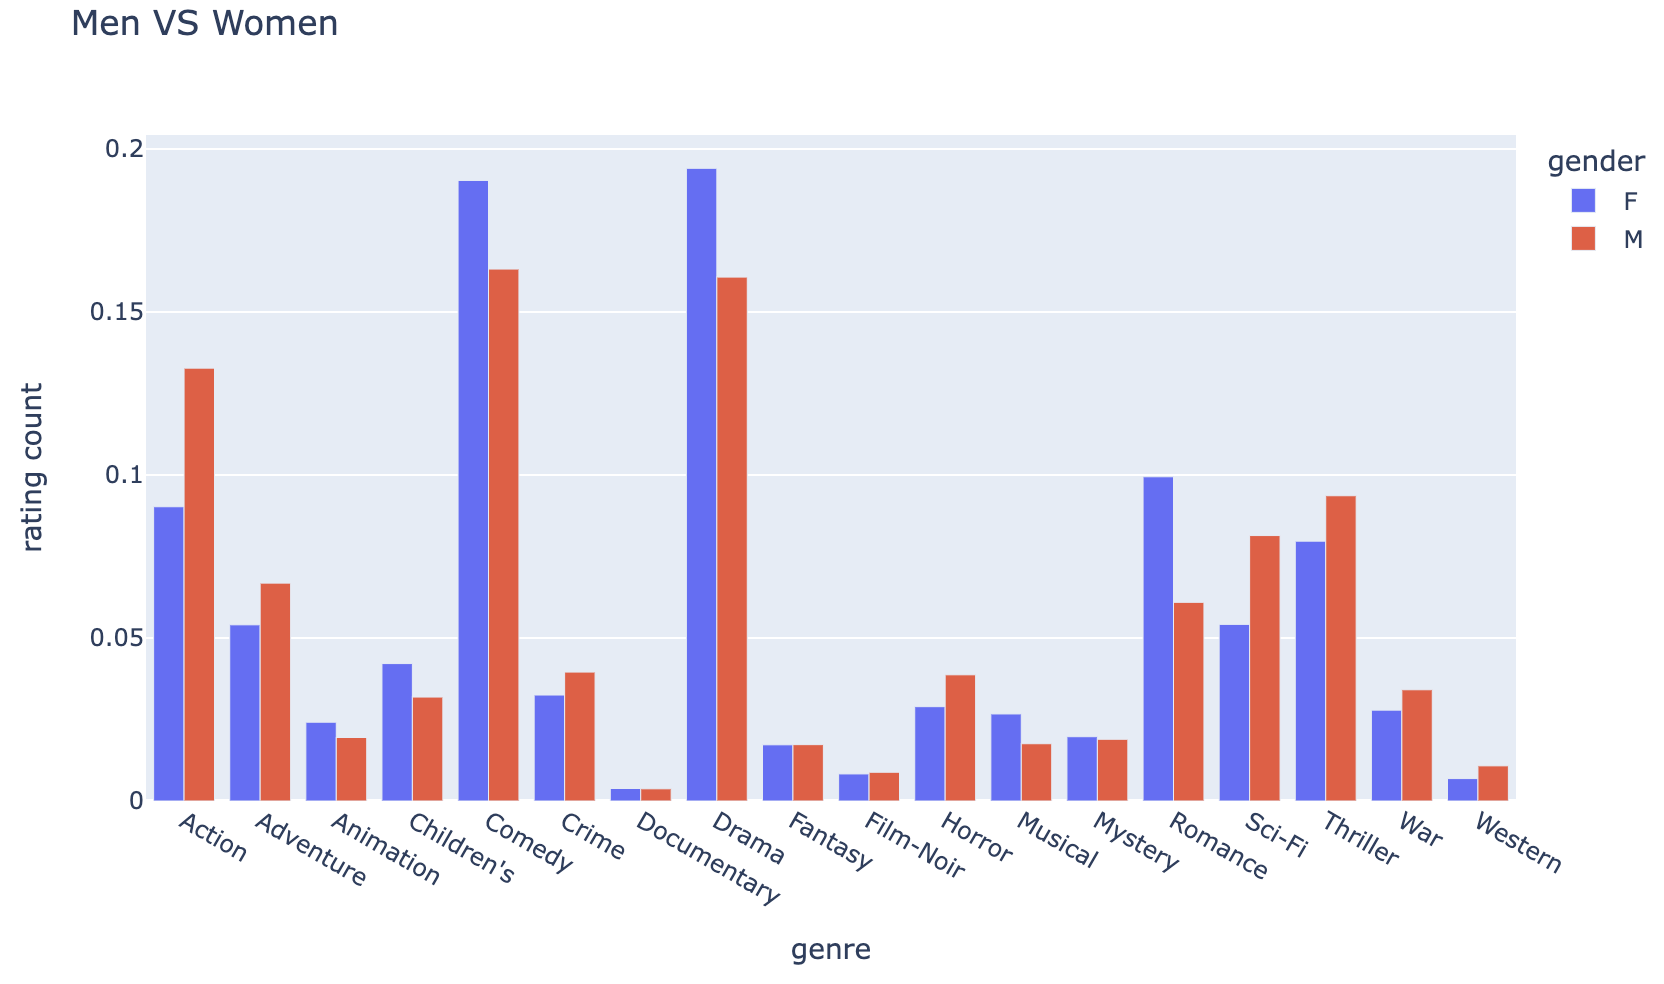 Men VS Women
gender
F
M
rating count
0.2
0.15
0.1
0.05
0
Action
Adventure
Animation
Children's
Comedy
Crime
Documentary
Drama
Fantasy
Film-Noir
Horror
Musical
Mystery
Romance
Sci-Fi
Thriller
War
Western
genre